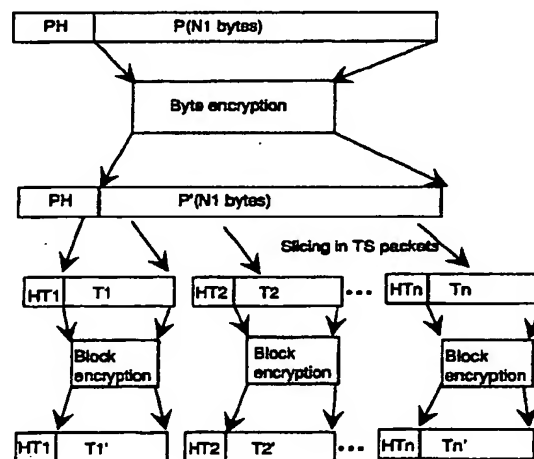 PH P(N1 bytes)
Byte encryption
PH P'(N1 bytes)
Slicing in TS packets
HT1 T1 HT2 T2 ... HTn Tn
Block encryption Block encryption Block encryption
HT1 T1' HT2 T2' ... HTn Tn'